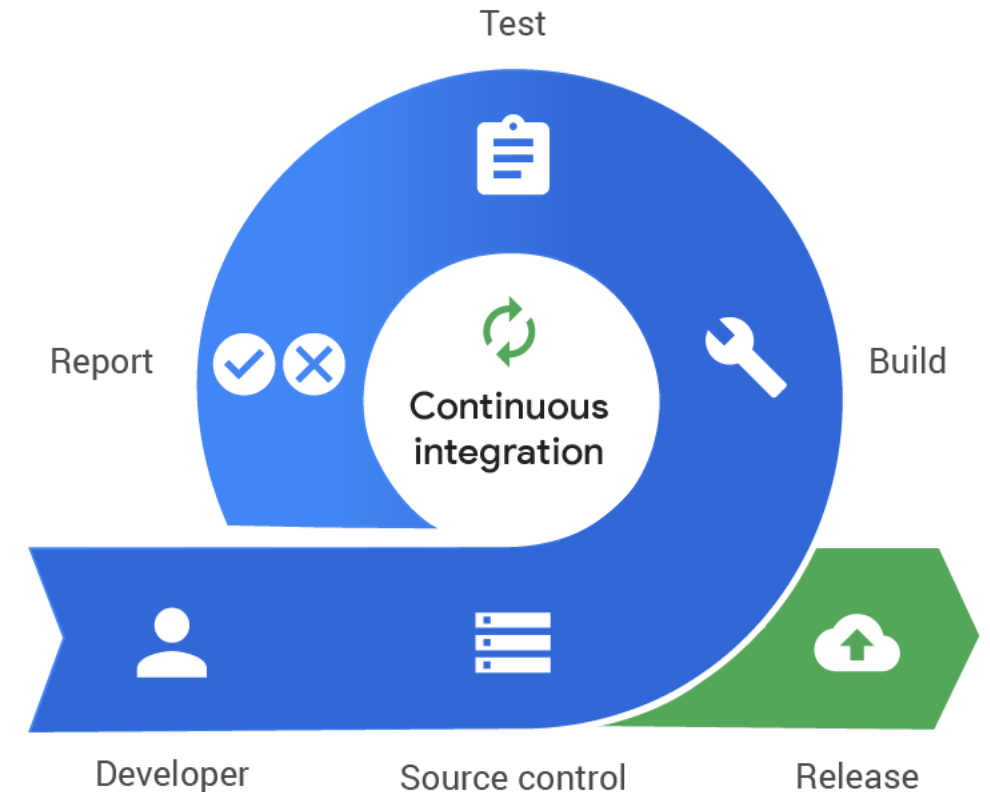 Test
Report
Continuous
integration
Build
Developer
Source control
Release